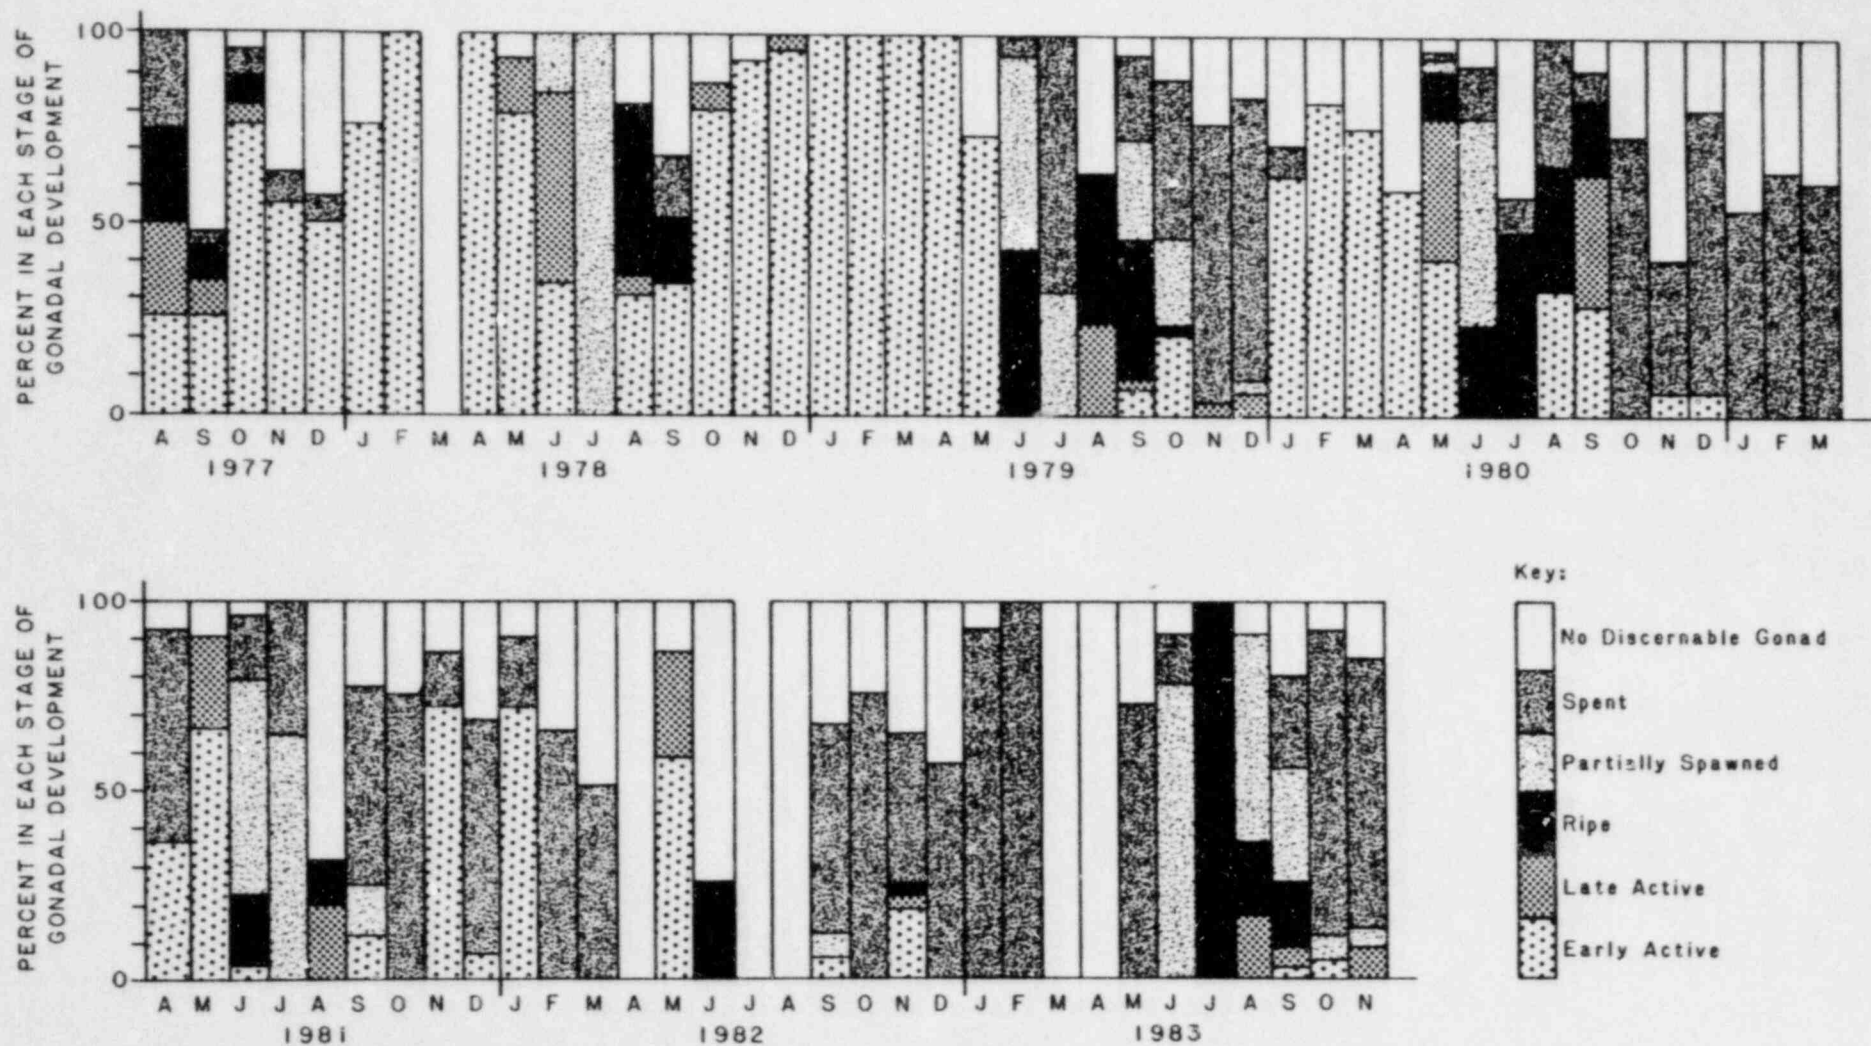 PERCENT IN EACH STAGE OF
GONADAL DEVELOPMENT
100
50
0
A S O N D J F M A M J J A S O N D J F M A M J J A S O N D J F M A M J J A S O N D J F M
1977 1978 1979 1980
PERCENT IN EACH STAGE OF
GONADAL DEVELOPMENT
100
50
0
A M J J A S O N D J F M A M J J A S O N D J F M A M J J A S O N
1981 1982 1983
Key:
No Discernable Gonad
Spent
Partially Spawned
Ripe
Late Active
Early Active